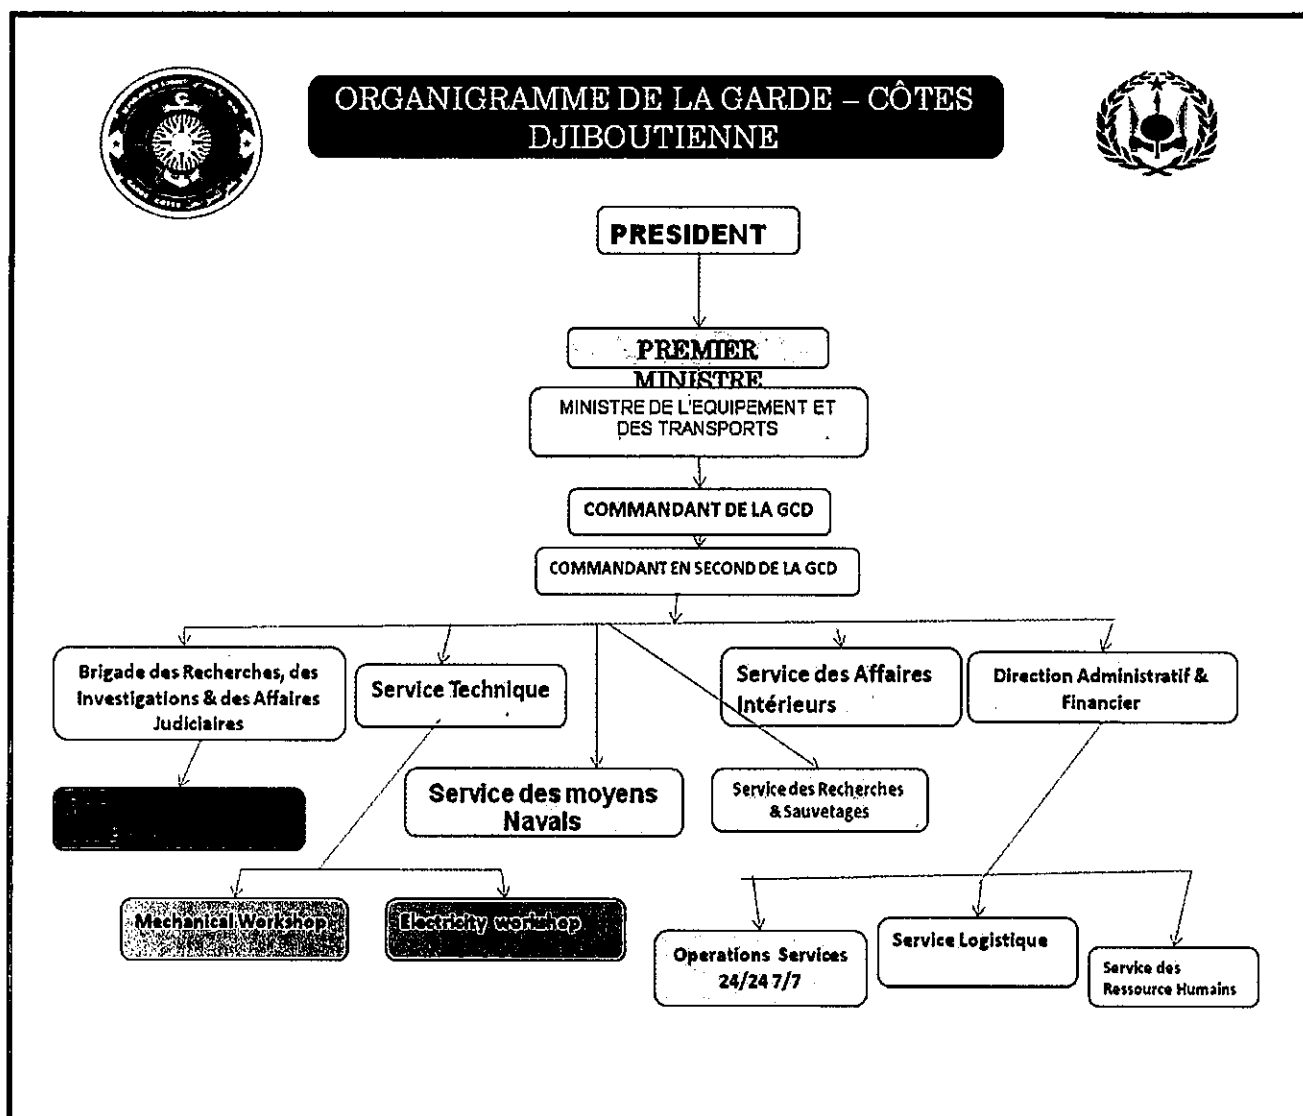 ORGANIGRAMME DE LA GARDE – CÔTES
DJIBOUTIENNE
PRESIDENT
PREMIER
MINISTRE
MINISTRE DE L'EQUIPEMENT ET
DES TRANSPORTS
COMMANDANT DE LA GCD
COMMANDANT EN SECOND DE LA GCD
Brigade des Recherches, des
Investigations & des Affaires
Judiciaires
Service Technique
Service des Affaires
Intérieurs
Direction Administratif &
Financier
Service des moyens
Navals
Service des Recherches
& Sauvetages
Mechanical Workshop
Electricity workshop
Operations Services
24/24 7/7
Service Logistique
Service des
Ressource Humains